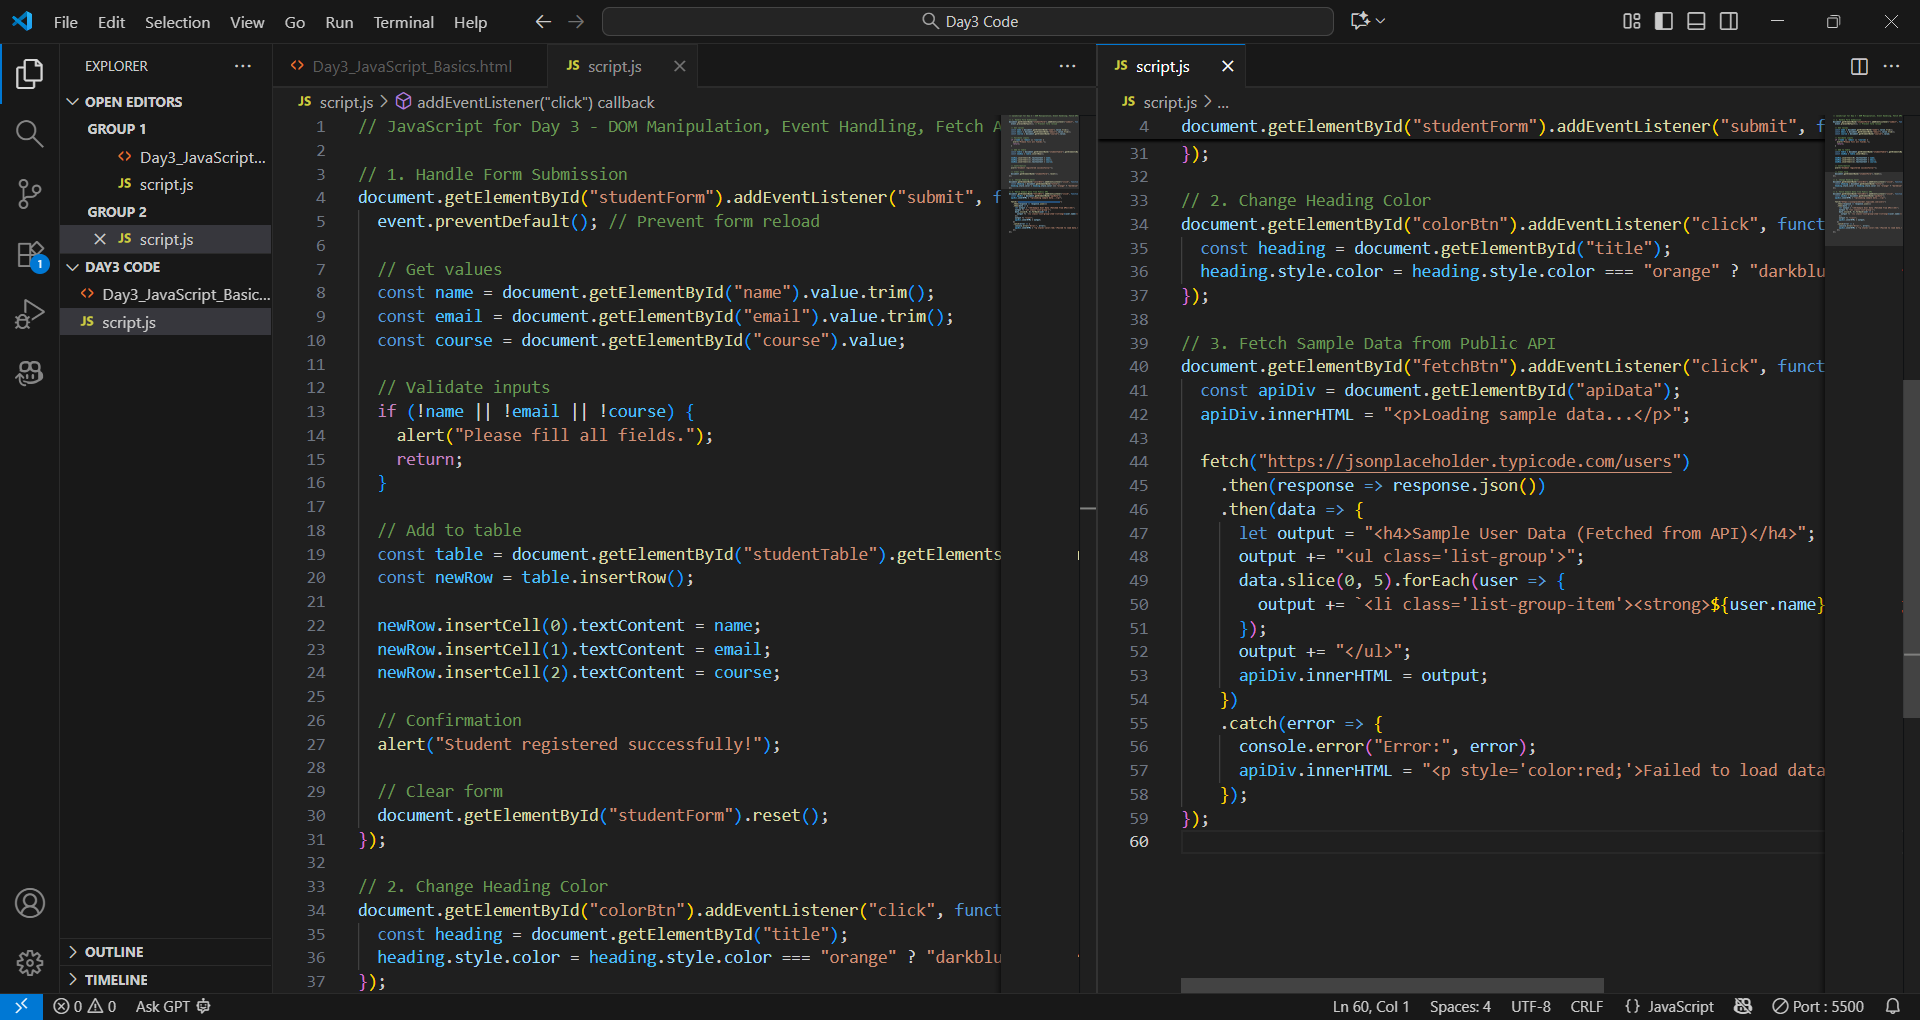 File Edit Selection View Go Run Terminal Help
Day3 Code
EXPLORER
OPEN EDITORS
GROUP 1
Day3_JavaScript...
JS script.js
GROUP 2
JS script.js
DAY3 CODE
Day3_JavaScript_Basic...
JS script.js
OUTLINE
TIMELINE
1
Day3_JavaScript_Basics.html
JS script.js
JS script.js > addEventListener("click") callback
1 // JavaScript for Day 3 - DOM Manipulation, Event Handling, Fetch A
2
3 // 1. Handle Form Submission
4 document.getElementById("studentForm").addEventListener("submit", f
5 event.preventDefault(); // Prevent form reload
6
7 // Get values
8 const name = document.getElementById("name").value.trim();
9 const email = document.getElementById("email").value.trim();
10 const course = document.getElementById("course").value;
11
12 // Validate inputs
13 if (!name || !email || !course) {
14 alert("Please fill all fields.");
15 return;
16 }
17
18 // Add to table
19 const table = document.getElementById("studentTable").getElements
20 const newRow = table.insertRow();
21
22 newRow.insertCell(0).textContent = name;
23 newRow.insertCell(1).textContent = email;
24 newRow.insertCell(2).textContent = course;
25
26 // Confirmation
27 alert("Student registered successfully!");
28
29 // Clear form
30 document.getElementById("studentForm").reset();
31 });
32
33 // 2. Change Heading Color
34 document.getElementById("colorBtn").addEventListener("click", funct
35 const heading = document.getElementById("title");
36 heading.style.color = heading.style.color === "orange" ? "darkblu
37 });
JS script.js
JS script.js > ...
4 document.getElementById("studentForm").addEventListener("submit", f
31 });
32
33 // 2. Change Heading Color
34 document.getElementById("colorBtn").addEventListener("click", funct
35 const heading = document.getElementById("title");
36 heading.style.color = heading.style.color === "orange" ? "darkblu
37 });
38
39 // 3. Fetch Sample Data from Public API
40 document.getElementById("fetchBtn").addEventListener("click", funct
41 const apiDiv = document.getElementById("apiData");
42 apiDiv.innerHTML = "<p>Loading sample data...</p>";
43
44 fetch("https://jsonplaceholder.typicode.com/users")
45 .then(response => response.json())
46 .then(data => {
47 let output = "<h4>Sample User Data (Fetched from API)</h4>";
48 output += "<ul class='list-group'>";
49 data.slice(0, 5).forEach(user => {
50 output += `<li class='list-group-item'><strong>${user.name}
51 });
52 output += "</ul>";
53 apiDiv.innerHTML = output;
54 })
55 .catch(error => {
56 console.error("Error:", error);
57 apiDiv.innerHTML = "<p style='color:red;'>Failed to load data
58 });
59 });
60
0 0 Ask GPT
Ln 60, Col 1 Spaces: 4 UTF-8 CRLF {} JavaScript Port : 5500